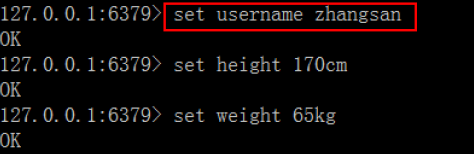 127.0.0.1:6379> set username zhangsan
OK
127.0.0.1:6379> set height 170cm
OK
127.0.0.1:6379> set weight 65kg
OK